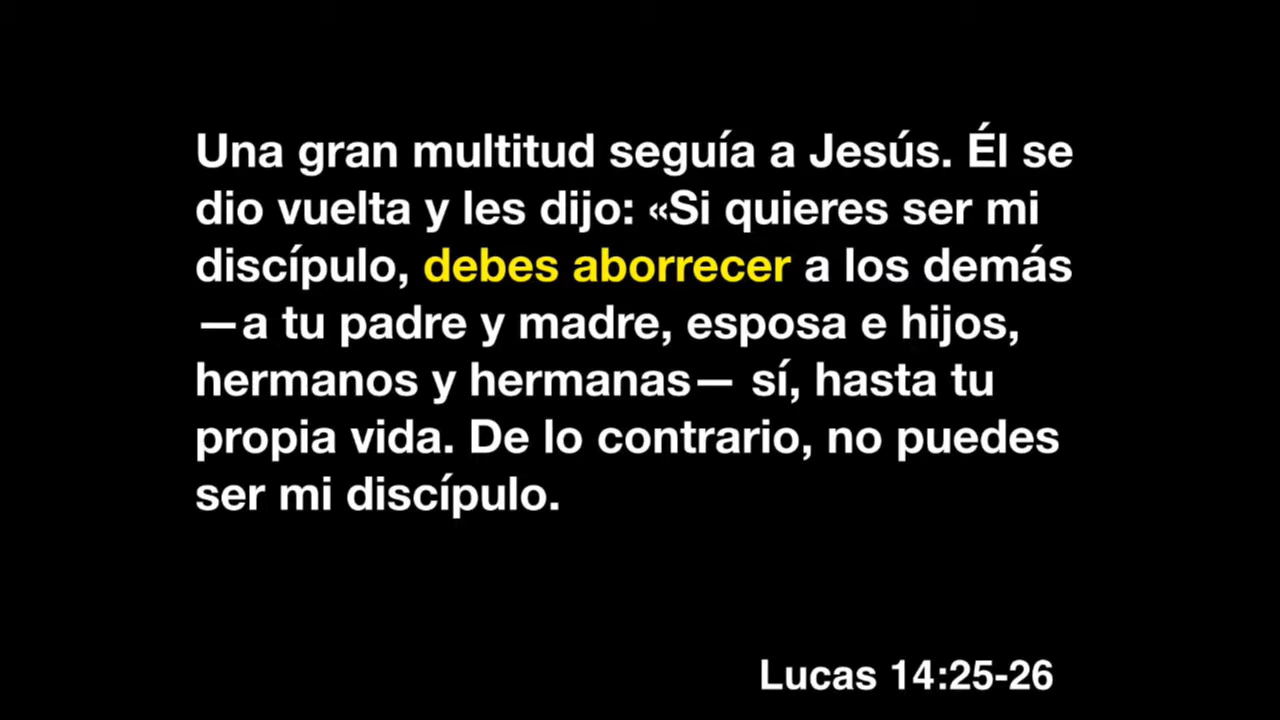 Una gran multitud seguía a Jesús. Él se
dio vuelta y les dijo: «Si quieres ser mi
discípulo, debes aborrecer a los demás
—a tu padre y madre, esposa e hijos,
hermanos y hermanas— sí, hasta tu
propia vida. De lo contrario, no puedes
ser mi discípulo.
Lucas 14:25-26